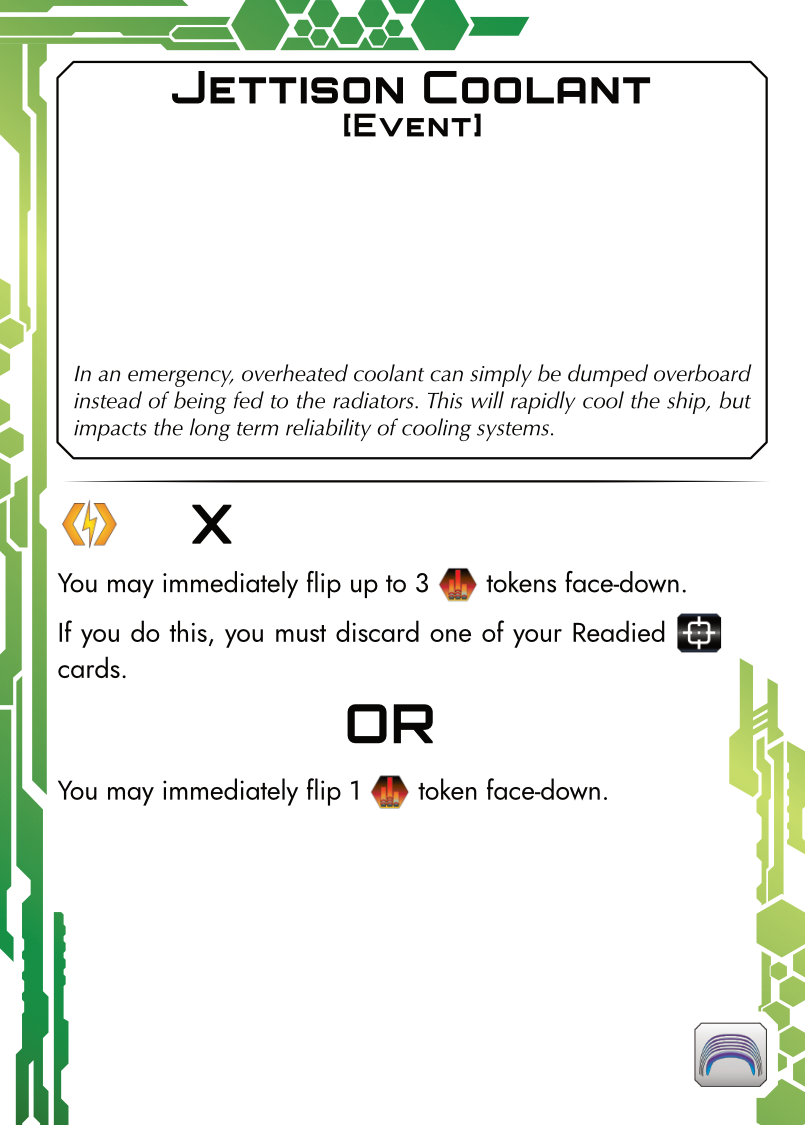 Jettison Coolant
[Event]
In an emergency, overheated coolant can simply be dumped overboard
instead of being fed to the radiators. This will rapidly cool the ship, but
impacts the long term reliability of cooling systems.
X
You may immediately flip up to 3 tokens face-down.
If you do this, you must discard one of your Readied
cards.
OR
You may immediately flip 1 token face-down.